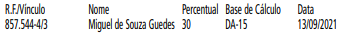 R.F./Vínculo Nome Percentual Base de Cálculo Data
857.544-4/3 Miguel de Souza Guedes 30 DA-15 13/09/2021